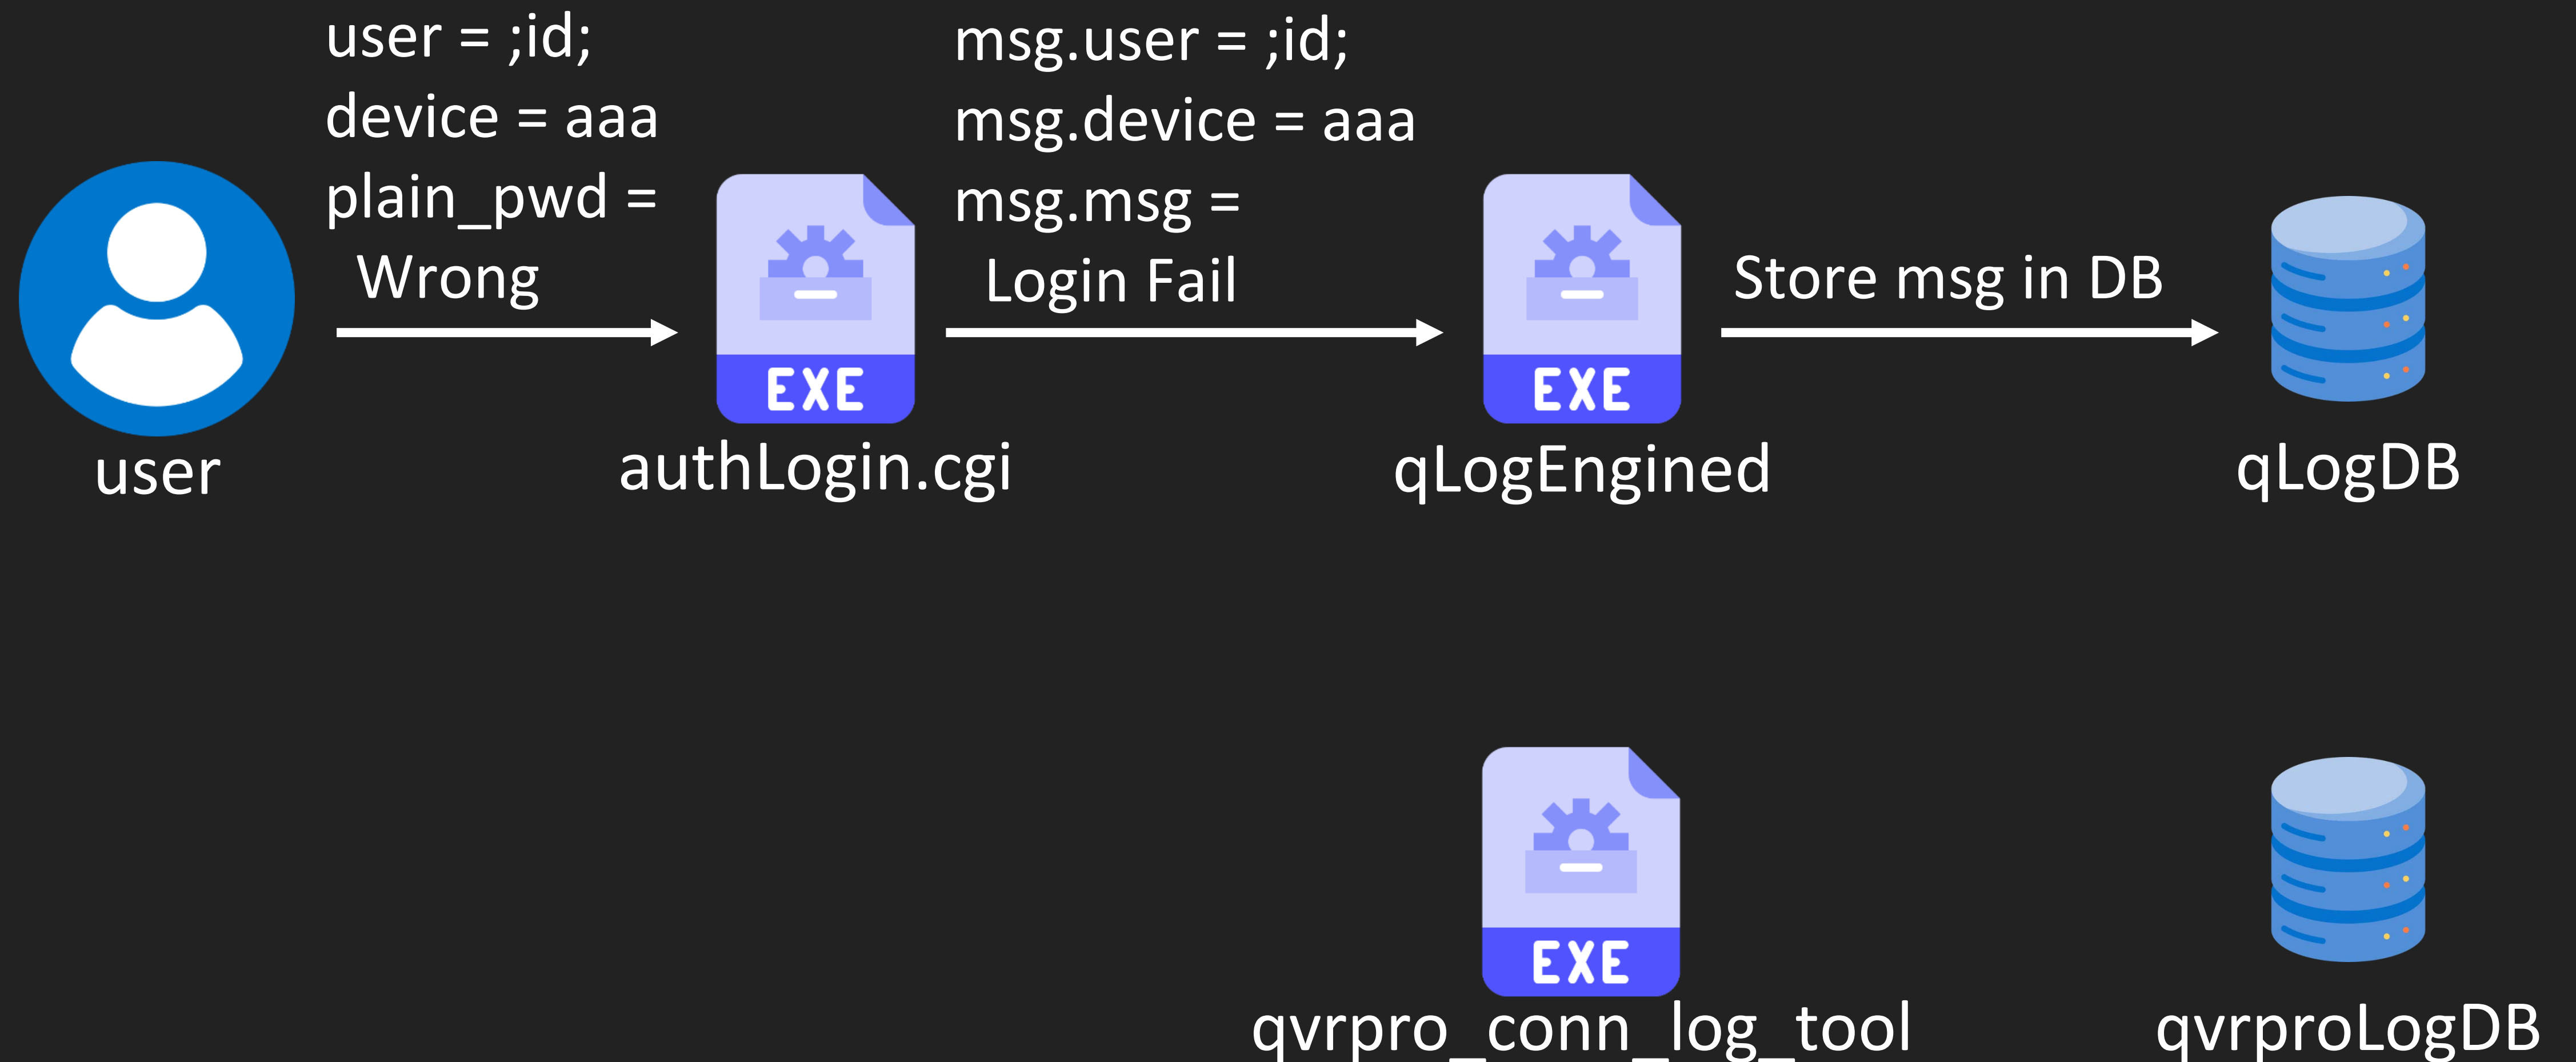 user = ;id;
device = aaa
plain_pwd =
Wrong
msg.user = ;id;
msg.device = aaa
msg.msg =
Login Fail
Store msg in DB
EXE
EXE
user
authLogin.cgi
qLogEngined
qLogDB
EXE
qvrpro_conn_log_tool
qvrproLogDB